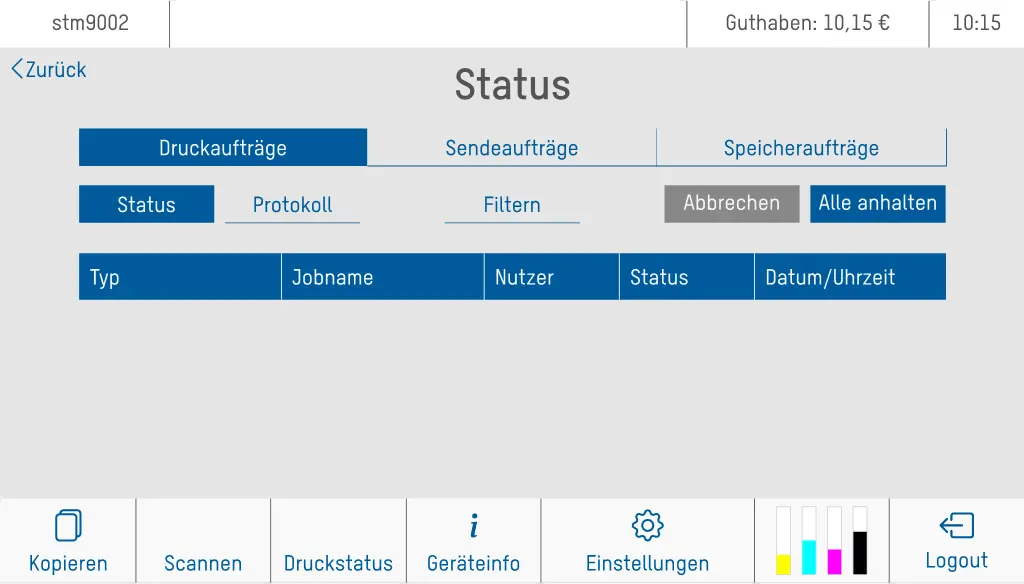 stm9002
Guthaben: 10,15 €
10:15
Zurück
Status
Druckaufträge
Sendeaufträge
Speicheraufträge
Status
Protokoll
Filtern
Abbrechen
Alle anhalten
Typ
Jobname
Nutzer
Status
Datum/Uhrzeit
Kopieren
Scannen
Druckstatus
Geräteinfo
Einstellungen
Logout